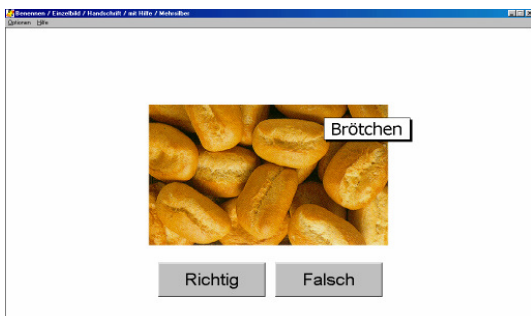 Benennen / Einzelbild / Handschrift / mit Hilfe / Mehrsilber
Optionen Hilfe
Brötchen
Richtig Falsch